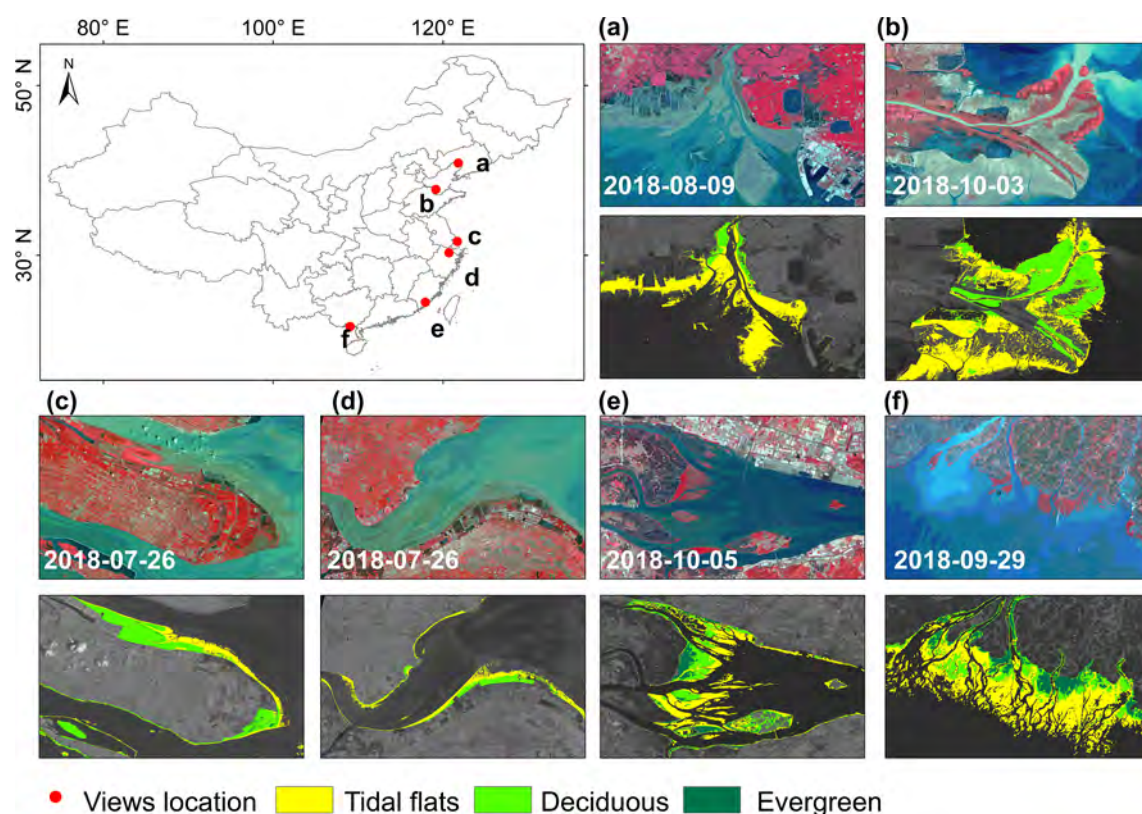 80° E 100° E 120° E
50° N
30° N
N
a
b
c
d
e
f
(a) (b)
2018-08-09 2018-10-03
(c) (d) (e) (f)
2018-07-26 2018-07-26 2018-10-05 2018-09-29
Views location Tidal flats Deciduous Evergreen